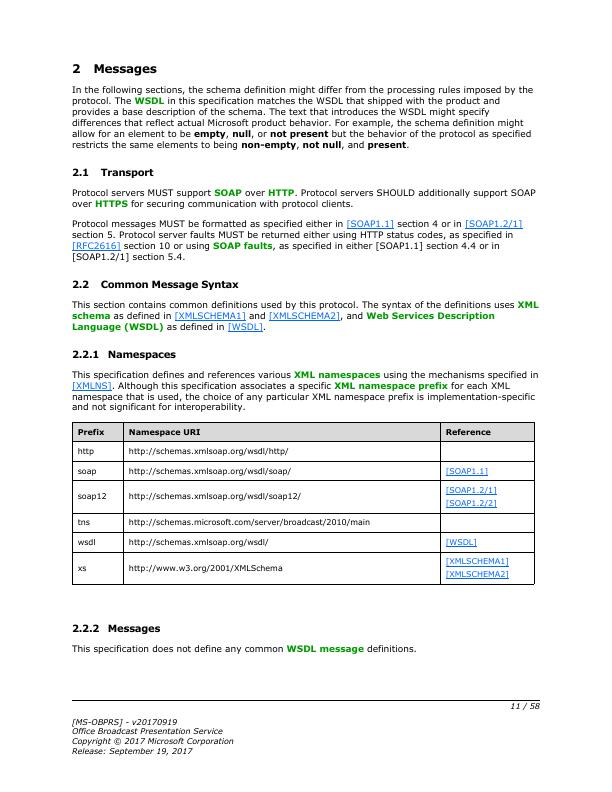 2 Messages
In the following sections, the schema definition might differ from the processing rules imposed by the
protocol. The WSDL in this specification matches the WSDL that shipped with the product and
provides a base description of the schema. The text that introduces the WSDL might specify
differences that reflect actual Microsoft product behavior. For example, the schema definition might
allow for an element to be empty, null, or not present but the behavior of the protocol as specified
restricts the same elements to being non-empty, not null, and present.
2.1 Transport
Protocol servers MUST support SOAP over HTTP. Protocol servers SHOULD additionally support SOAP
over HTTPS for securing communication with protocol clients.
Protocol messages MUST be formatted as specified either in [SOAP1.1] section 4 or in [SOAP1.2/1]
section 5. Protocol server faults MUST be returned either using HTTP status codes, as specified in
[RFC2616] section 10 or using SOAP faults, as specified in either [SOAP1.1] section 4.4 or in
[SOAP1.2/1] section 5.4.
2.2 Common Message Syntax
This section contains common definitions used by this protocol. The syntax of the definitions uses XML
schema as defined in [XMLSCHEMA1] and [XMLSCHEMA2], and Web Services Description
Language (WSDL) as defined in [WSDL].
2.2.1 Namespaces
This specification defines and references various XML namespaces using the mechanisms specified in
[XMLNS]. Although this specification associates a specific XML namespace prefix for each XML
namespace that is used, the choice of any particular XML namespace prefix is implementation-specific
and not significant for interoperability.
Prefix Namespace URI Reference
http http://schemas.xmlsoap.org/wsdl/http/
soap http://schemas.xmlsoap.org/wsdl/soap/ [SOAP1.1]
soap12 http://schemas.xmlsoap.org/wsdl/soap12/ [SOAP1.2/1]
[SOAP1.2/2]
tns http://schemas.microsoft.com/server/broadcast/2010/main
wsdl http://schemas.xmlsoap.org/wsdl/ [WSDL]
xs http://www.w3.org/2001/XMLSchema [XMLSCHEMA1]
[XMLSCHEMA2]
2.2.2 Messages
This specification does not define any common WSDL message definitions.
11 / 58
[MS-OBPRS] - v20170919
Office Broadcast Presentation Service
Copyright © 2017 Microsoft Corporation
Release: September 19, 2017